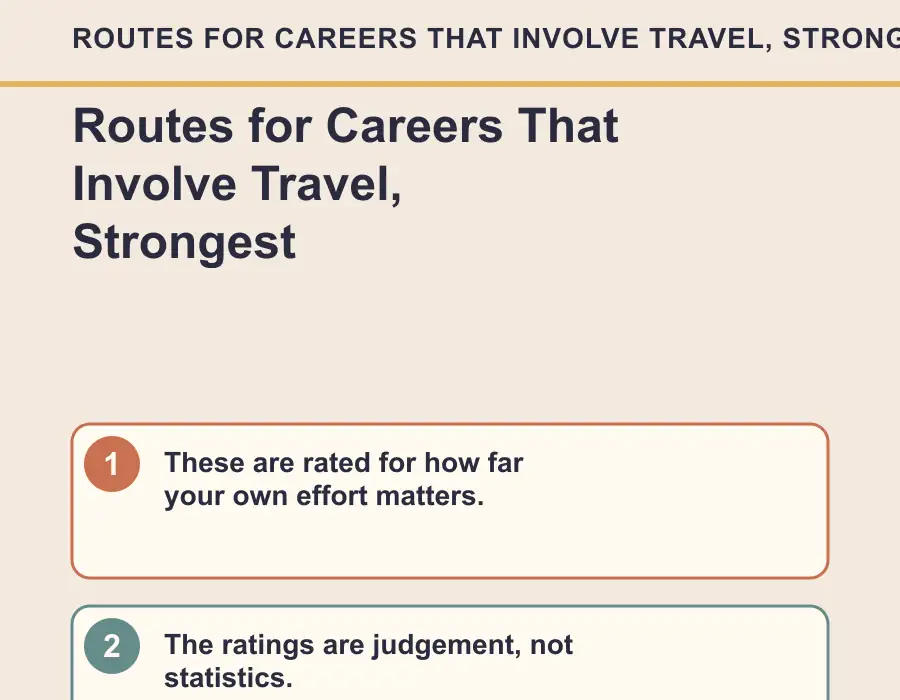 ROUTES FOR CAREERS THAT INVOLVE TRAVEL, STRONG
Routes for Careers That
Involve Travel,
Strongest
1
These are rated for how far
your own effort matters.
2
The ratings are judgement, not
statistics.